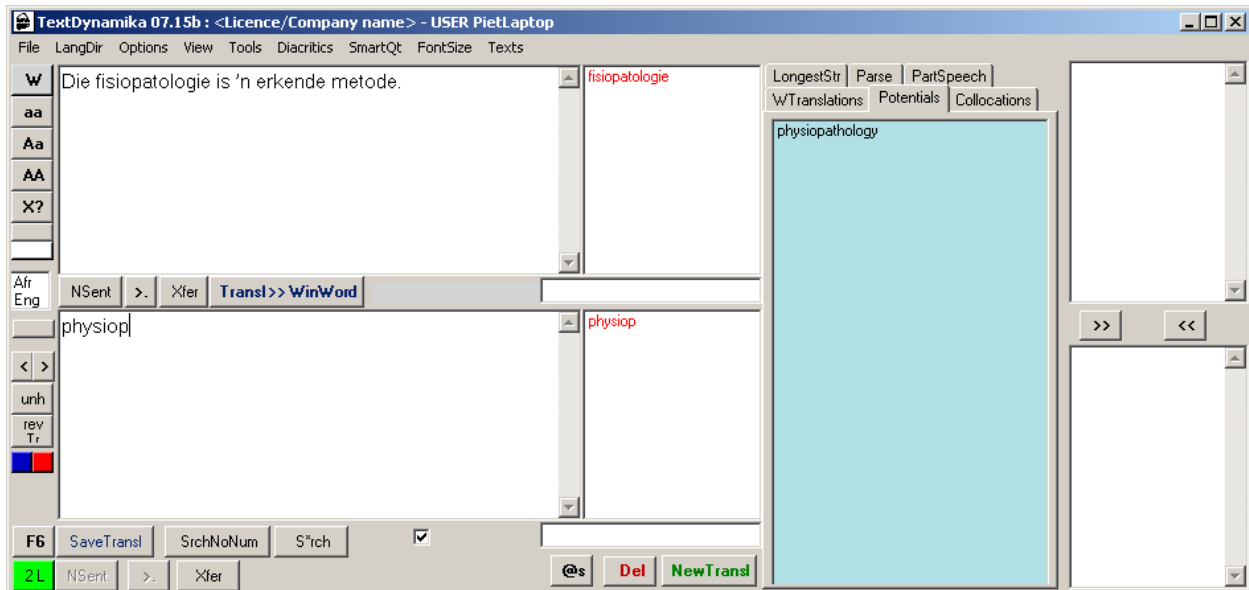 TextDynamika 07.15b : <Licence/Company name> - USER PietLaptop
File LangDir Options View Tools Diacritics SmartQt FontSize Texts
W
aa
Aa
AA
X?
Afr
Eng
Die fisiopatologie is 'n erkende metode.
fisiopatologie
LongestStr Parse PartSpeech
WTranslations Potentials Collocations
physiopathology
NSent >. Xfer Transl>> WinWord
physiop
physiop
>> <<
< >
unh
rev
Tr
F6 SaveTransl SrchNoNum S*rch
2L NSent >. Xfer
@s Del NewTransl